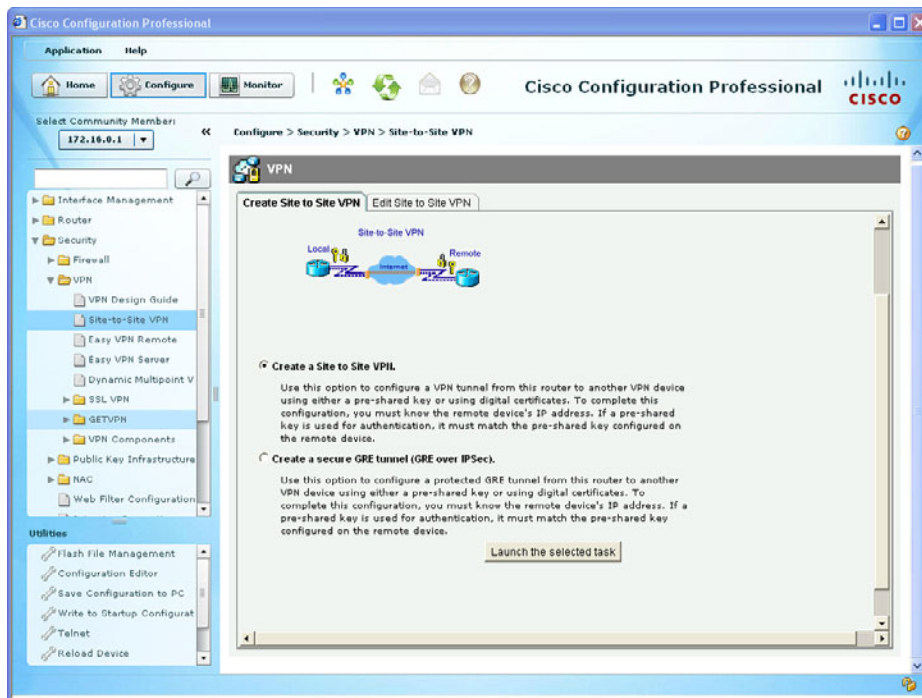 Cisco Configuration Professional
Application Help
Home Configure Monitor
Cisco Configuration Professional
CISCO
Select Community Member:
172.16.0.1
Configure > Security > VPN > Site-to-Site VPN
Interface Management
Router
Security
Firewall
VPN
VPN Design Guide
Site-to-Site VPN
Easy VPN Remote
Easy VPN Server
Dynamic Multipoint V
SSL VPN
GETVPN
VPN Components
Public Key Infrastructure
NAC
Web Filter Configuration
Utilities
Flash File Management
Configuration Editor
Save Configuration to PC
Write to Startup Configurat
Telnet
Reload Device
VPN
Create Site to Site VPN Edit Site to Site VPN
Site-to-Site VPN
Local
Internet
Remote
Create a Site to Site VPN.
Use this option to configure a VPN tunnel from this router to another VPN device
using either a pre-shared key or using digital certificates. To complete this
configuration, you must know the remote device's IP address. If a pre-shared
key is used for authentication, it must match the pre-shared key configured on
the remote device.
Create a secure GRE tunnel (GRE over IPSec).
Use this option to configure a protected GRE tunnel from this router to another
VPN device using either a pre-shared key or using digital certificates. To
complete this configuration, you must know the remote device's IP address. If a
pre-shared key is used for authentication, it must match the pre-shared key
configured on the remote device.
Launch the selected task